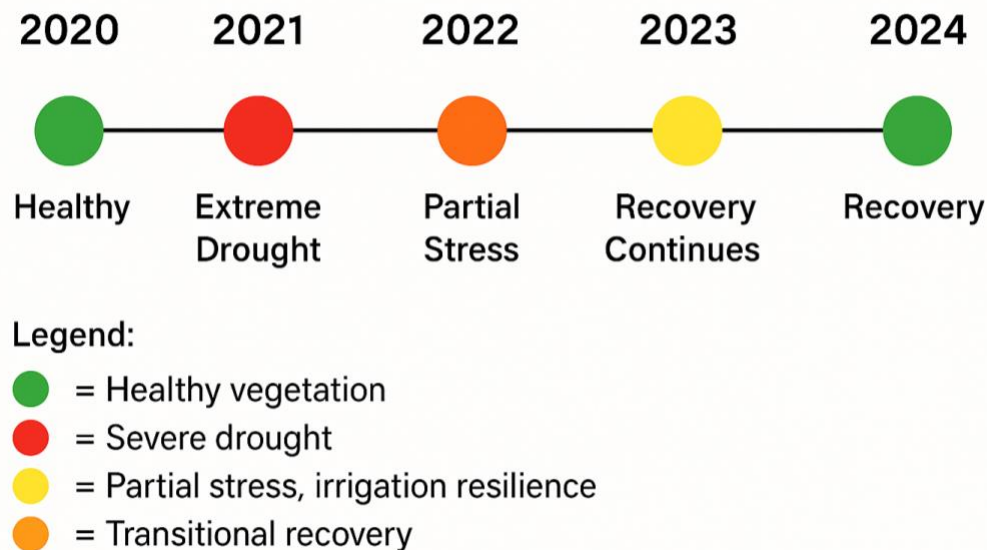 2020 2021 2022 2023 2024
Healthy Extreme Partial Recovery Recovery
Drought Stress Continues
Legend:
= Healthy vegetation
= Severe drought
= Partial stress, irrigation resilience
= Transitional recovery